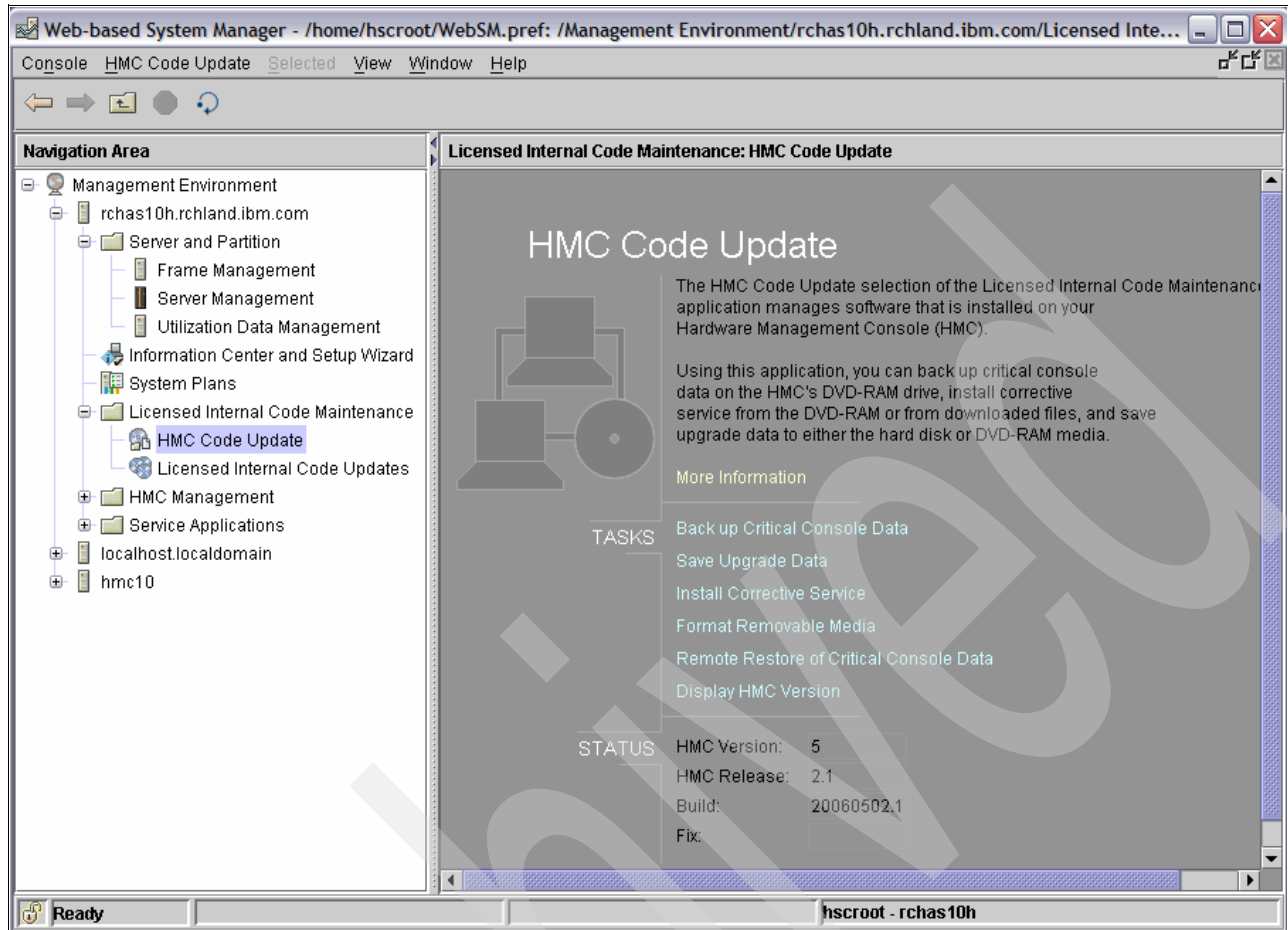 Web-based System Manager - /home/hscroot/WebSM.pref: /Management Environment/rchas10h.rchland.ibm.com/Licensed Inte...
Console HMC Code Update Selected View Window Help
Navigation Area
Management Environment
rchas10h.rchland.ibm.com
Server and Partition
Frame Management
Server Management
Utilization Data Management
Information Center and Setup Wizard
System Plans
Licensed Internal Code Maintenance
HMC Code Update
Licensed Internal Code Updates
HMC Management
Service Applications
localhost.localdomain
hmc10
Licensed Internal Code Maintenance: HMC Code Update
HMC Code Update
The HMC Code Update selection of the Licensed Internal Code Maintenanc
application manages software that is installed on your
Hardware Management Console (HMC).
Using this application, you can back up critical console
data on the HMC's DVD-RAM drive, install corrective
service from the DVD-RAM or from downloaded files, and save
upgrade data to either the hard disk or DVD-RAM media.
More Information
TASKS
Back up Critical Console Data
Save Upgrade Data
Install Corrective Service
Format Removable Media
Remote Restore of Critical Console Data
Display HMC Version
STATUS
HMC Version: 5
HMC Release: 2.1
Build: 20060502.1
Fix:
Ready
hscroot - rchas10h